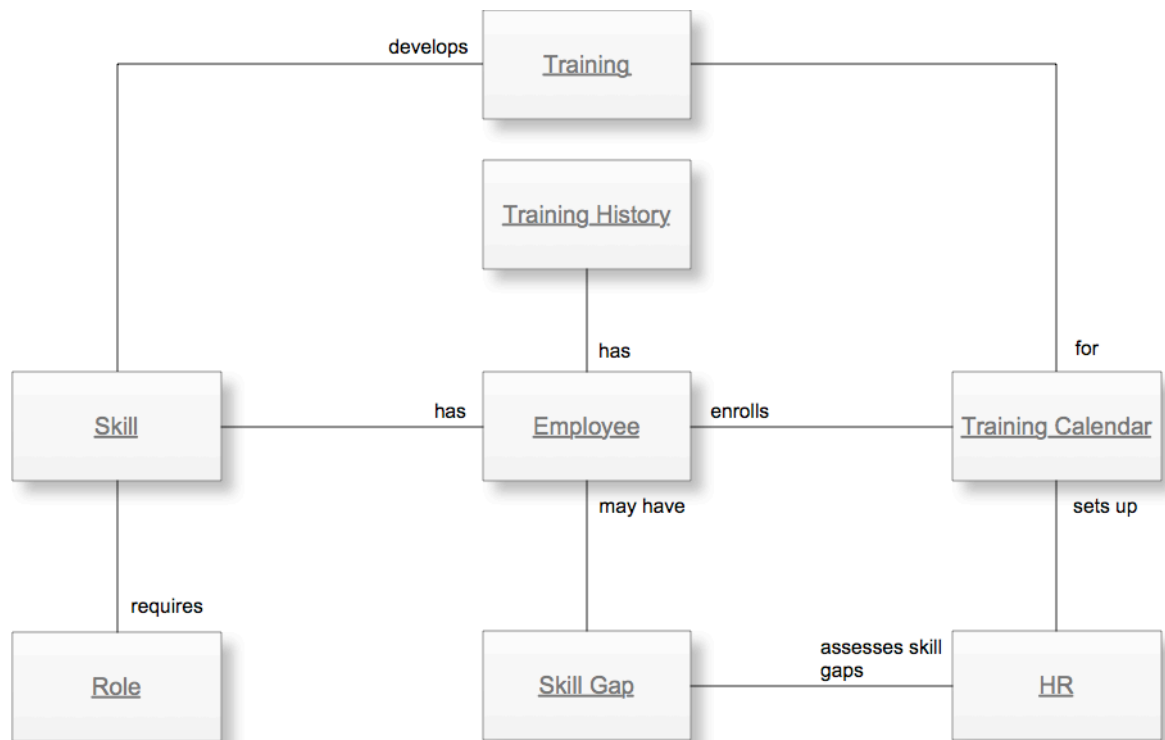 develops
Training
Training History
has
for
Skill
has
Employee
enrolls
Training Calendar
may have
sets up
requires
assesses skill
gaps
Role
Skill Gap
HR